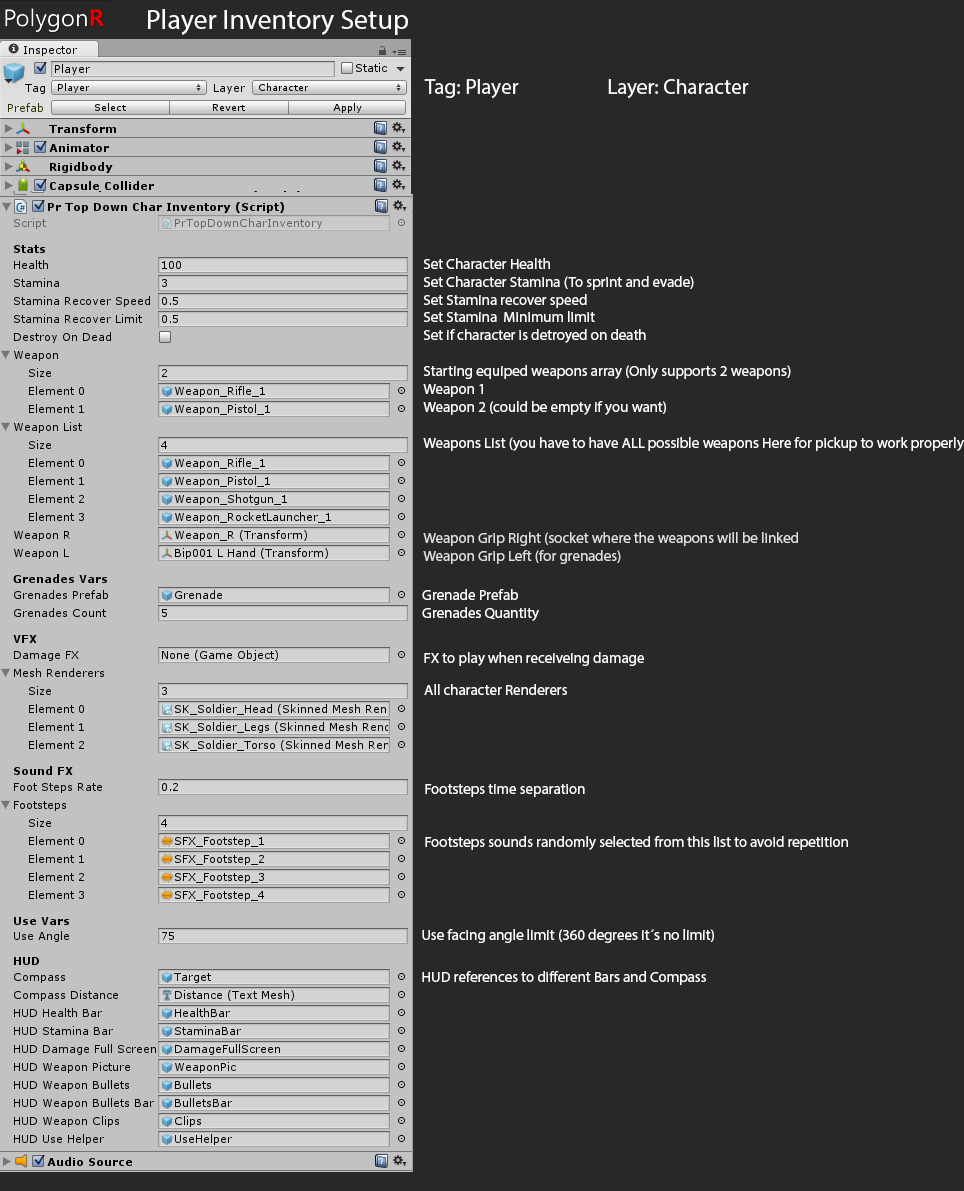 PolygonR Player Inventory Setup
Inspector
Player Static
Tag Player Layer Character Tag: Player Layer: Character
Prefab Select Revert Apply
Transform
Animator
Rigidbody
Capsule Collider
Pr Top Down Char Inventory (Script)
Script PrTopDownCharInventory
Stats
Health 100 Set Character Health
Stamina 3 Set Character Stamina (To sprint and evade)
Stamina Recover Speed 0.5 Set Stamina recover speed
Stamina Recover Limit 0.5 Set Stamina Minimum limit
Destroy On Dead Set if character is detroyed on death
Weapon
Size 2 Starting equiped weapons array (Only supports 2 weapons)
Element 0 Weapon_Rifle_1 Weapon 1
Element 1 Weapon_Pistol_1 Weapon 2 (could be empty if you want)
Weapon List
Size 4 Weapons List (you have to have ALL possible weapons Here for pickup to work properly
Element 0 Weapon_Rifle_1
Element 1 Weapon_Pistol_1
Element 2 Weapon_Shotgun_1
Element 3 Weapon_RocketLauncher_1
Weapon R Weapon_R (Transform) Weapon Grip Right (socket where the weapons will be linked
Weapon L Bip001 L Hand (Transform) Weapon Grip Left (for grenades)
Grenades Vars
Grenades Prefab Grenade Grenade Prefab
Grenades Count 5 Grenades Quantity
VFX
Damage FX None (Game Object) FX to play when receiveing damage
Mesh Renderers
Size 3 All character Renderers
Element 0 SK_Soldier_Head (Skinned Mesh Ren
Element 1 SK_Soldier_Legs (Skinned Mesh Renc
Element 2 SK_Soldier_Torso (Skinned Mesh Rer
Sound FX
Foot Steps Rate 0.2 Footsteps time separation
Footsteps
Size 4
Element 0 SFX_Footstep_1 Footsteps sounds randomly selected from this list to avoid repetition
Element 1 SFX_Footstep_2
Element 2 SFX_Footstep_3
Element 3 SFX_Footstep_4
Use Vars
Use Angle 75 Use facing angle limit (360 degrees it´s no limit)
HUD
Compass Target HUD references to different Bars and Compass
Compass Distance Distance (Text Mesh)
HUD Health Bar HealthBar
HUD Stamina Bar StaminaBar
HUD Damage Full Screen DamageFullScreen
HUD Weapon Picture WeaponPic
HUD Weapon Bullets Bullets
HUD Weapon Bullets Bar BulletsBar
HUD Weapon Clips Clips
HUD Use Helper UseHelper
Audio Source